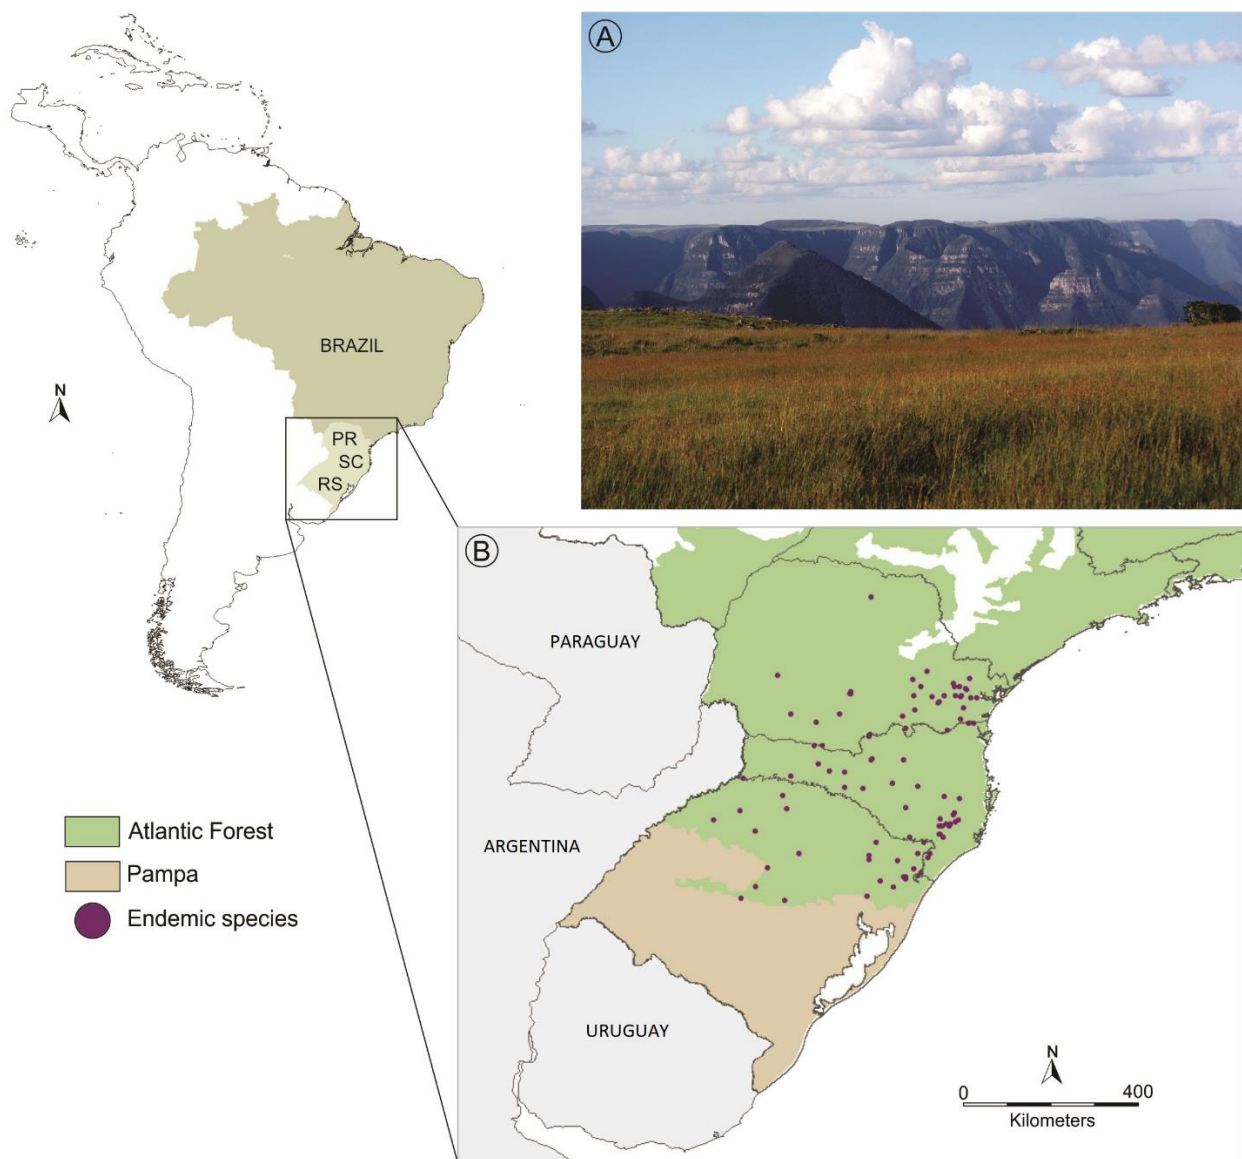 A
BRAZIL
N
PR
SC
RS
B
PARAGUAY
ARGENTINA
URUGUAY
Atlantic Forest
Pampa
Endemic species
N
0 400
Kilometers